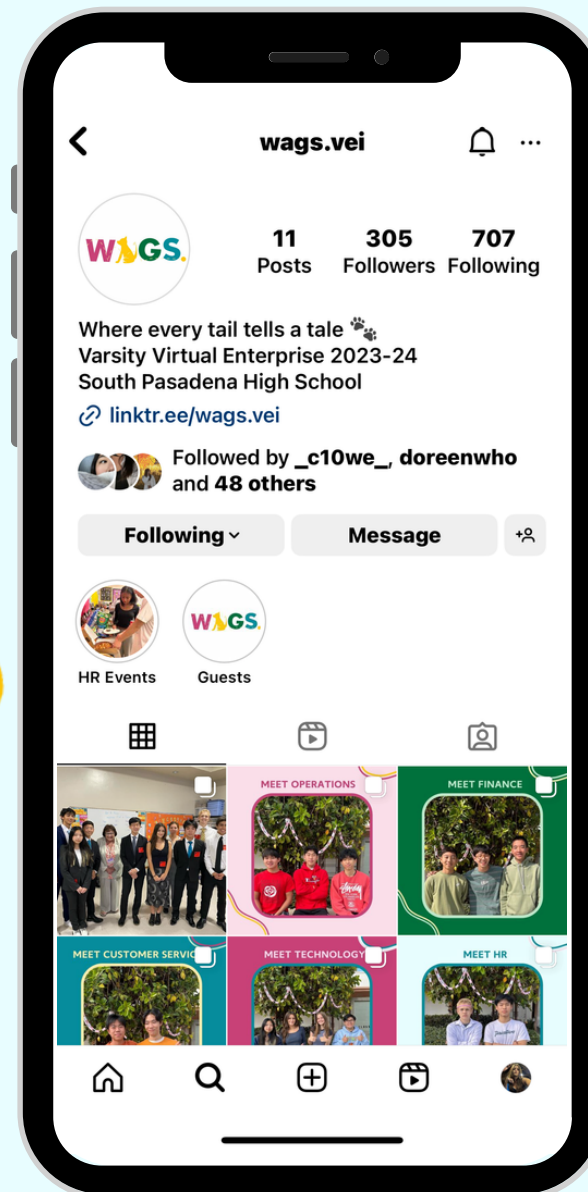 wags.vei
WAGS.
11
Posts
305
Followers
707
Following
Where every tail tells a tale 🐾
Varsity Virtual Enterprise 2023-24
South Pasadena High School
linktr.ee/wags.vei
Followed by _c10we_, doreenwho
and 48 others
Following
Message
WAGS.
HR Events
Guests
MEET OPERATIONS
MEET FINANCE
MEET CUSTOMER SERVIC
MEET TECHNOLOGY
MEET HR